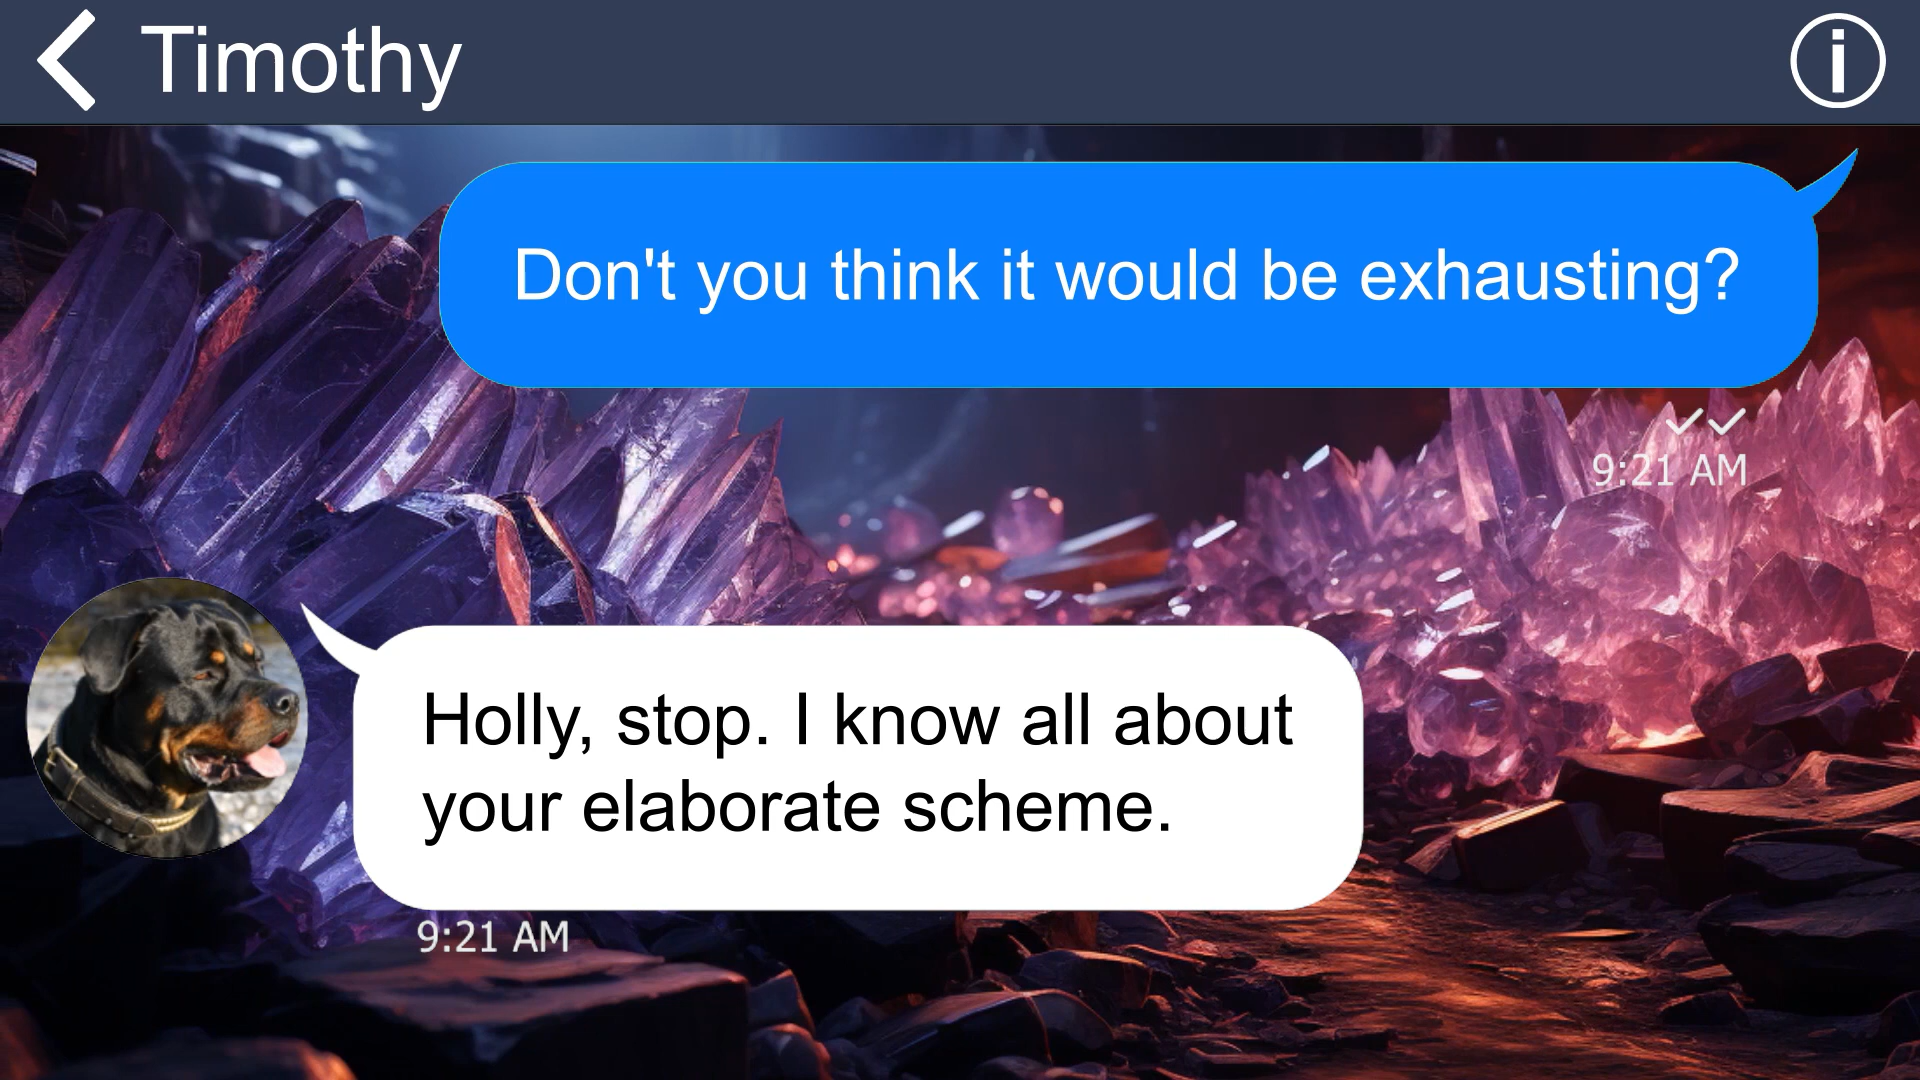 Timothy
Don't you think it would be exhausting?
9:21 AM
Holly, stop. I know all about
your elaborate scheme.
9:21 AM